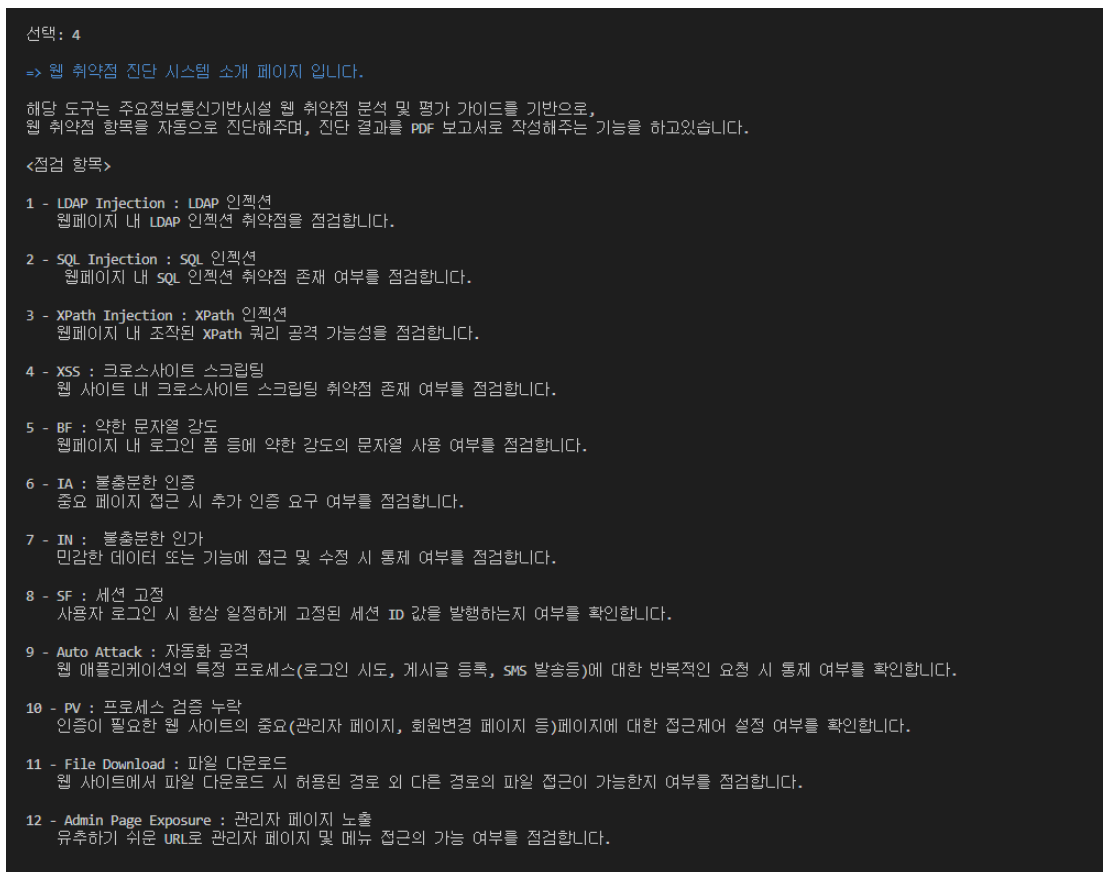 선택: 4
=> 웹 취약점 진단 시스템 소개 페이지 입니다.
해당 도구는 주요정보통신기반시설 웹 취약점 분석 및 평가 가이드를 기반으로,
웹 취약점 항목을 자동으로 진단해주며, 진단 결과를 PDF 보고서로 작성해주는 기능을 하고있습니다.
<점검 항목>
1 - LDAP Injection : LDAP 인젝션
웹페이지 내 LDAP 인젝션 취약점을 점검합니다.
2 - SQL Injection : SQL 인젝션
웹페이지 내 SQL 인젝션 취약점 존재 여부를 점검합니다.
3 - XPath Injection : XPath 인젝션
웹페이지 내 조작된 XPath 쿼리 공격 가능성을 점검합니다.
4 - XSS : 크로스사이트 스크립팅
웹 사이트 내 크로스사이트 스크립팅 취약점 존재 여부를 점검합니다.
5 - BF : 약한 문자열 강도
웹페이지 내 로그인 폼 등에 약한 강도의 문자열 사용 여부를 점검합니다.
6 - IA : 불충분한 인증
중요 페이지 접근 시 추가 인증 요구 여부를 점검합니다.
7 - IN :  불충분한 인가
민감한 데이터 또는 기능에 접근 및 수정 시 통제 여부를 점검합니다.
8 - SF : 세션 고정
사용자 로그인 시 항상 일정하게 고정된 세션 ID 값을 발행하는지 여부를 확인합니다.
9 - Auto Attack : 자동화 공격
웹 애플리케이션의 특정 프로세스(로그인 시도, 게시글 등록, SMS 발송등)에 대한 반복적인 요청 시 통제 여부를 확인합니다.
10 - PV : 프로세스 검증 누락
인증이 필요한 웹 사이트의 중요(관리자 페이지, 회원변경 페이지 등)페이지에 대한 접근제어 설정 여부를 확인합니다.
11 - File Download : 파일 다운로드
웹 사이트에서 파일 다운로드 시 허용된 경로 외 다른 경로의 파일 접근이 가능한지 여부를 점검합니다.
12 - Admin Page Exposure : 관리자 페이지 노출
유추하기 쉬운 URL로 관리자 페이지 및 메뉴 접근의 가능 여부를 점검합니다.